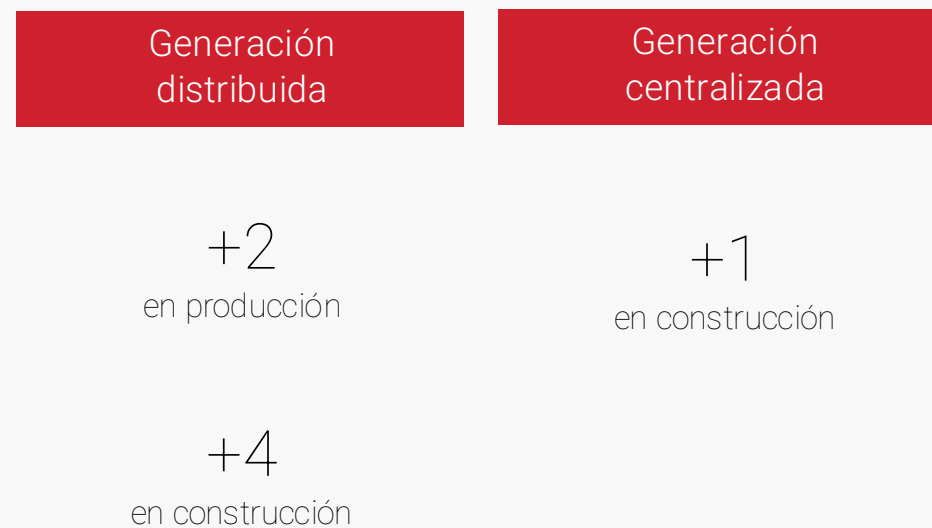 Generación
distribuida
+2
en producción
+4
en construcción
Generación
centralizada
+1
en construcción